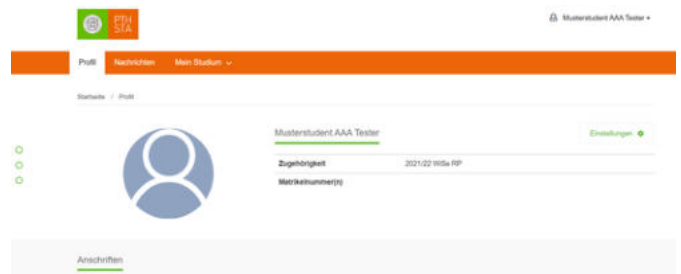 PTH
STA
Musterstudent AAA Tester
Profil Nachrichten Mein Studium
Startseite / Profil
Musterstudent AAA Tester
Einstellungen
Zugehörigkeit 2021/22 WiSe RP
Matrikelnummer(n)
Anschriften